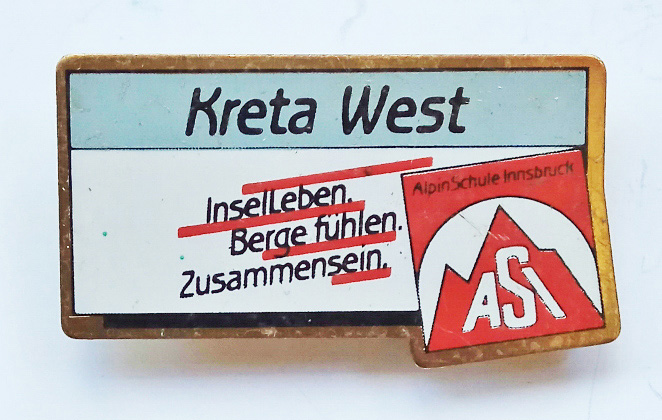 Kreta West
InselLeben.
Berge fühlen.
Zusammensein.
AlpinSchule Innsbruck
ASI